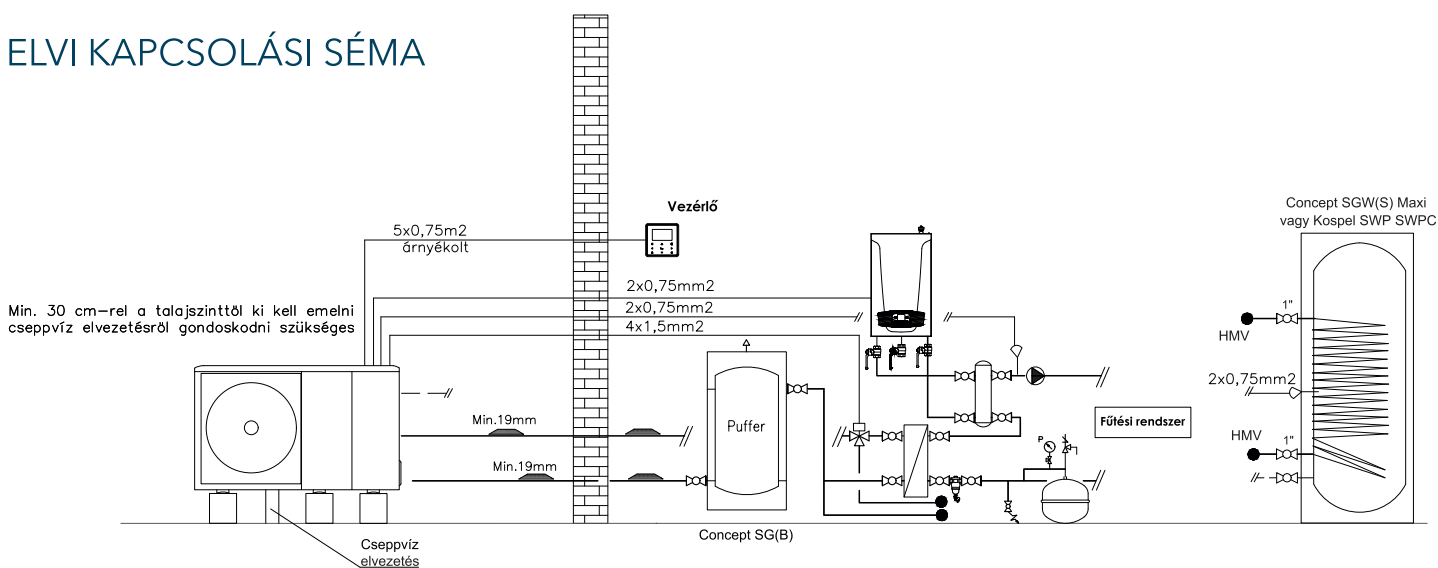 ELVI KAPCSOLÁSI SÉMA
Vezérlő
5x0,75m2
árnyékolt
Concept SGW(S) Maxi
vagy Kospel SWP SWPC
Min. 30 cm-rel a talajszinttől ki kell emelni
cseppvíz elvezetésről gondoskodni szükséges
2x0,75mm2
2x0,75mm2
4x1,5mm2
1"
HMV
2x0,75mm2
Min.19mm
Puffer
Fűtési rendszer
P
HMV
1"
Min.19mm
Concept SG(B)
Cseppvíz
elvezetés